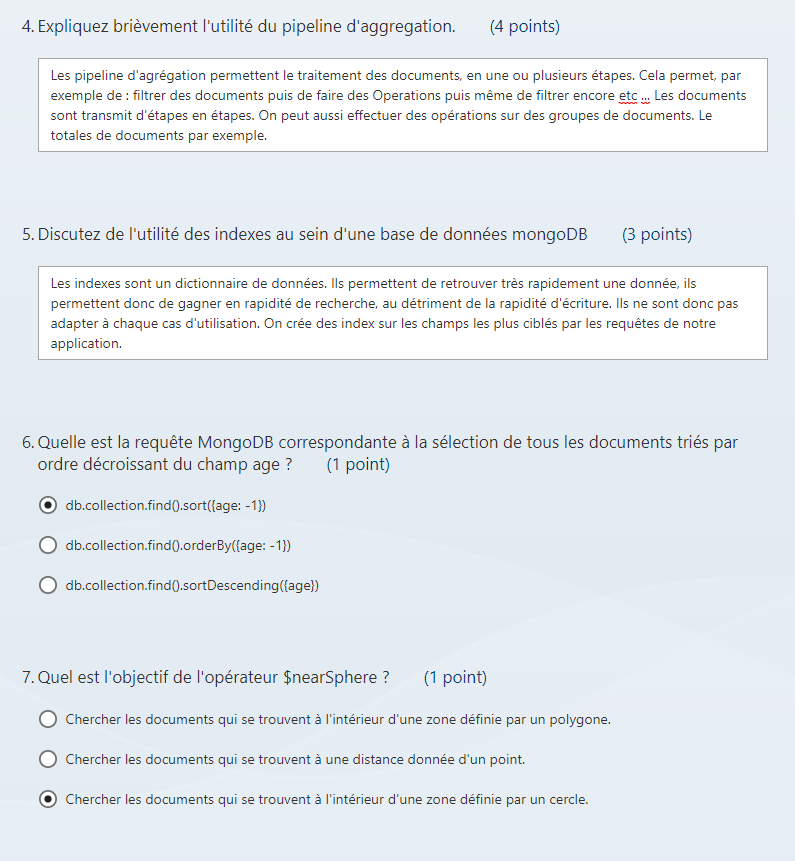 4. Expliquez brièvement l'utilité du pipeline d'aggregation. (4 points)
Les pipeline d'agrégation permettent le traitement des documents, en une ou plusieurs étapes. Cela permet, par
exemple de : filtrer des documents puis de faire des Operations puis même de filtrer encore etc ... Les documents
sont transmit d'étapes en étapes. On peut aussi effectuer des opérations sur des groupes de documents. Le
totales de documents par exemple.
5. Discutez de l'utilité des indexes au sein d'une base de données mongoDB (3 points)
Les indexes sont un dictionnaire de données. Ils permettent de retrouver très rapidement une donnée, ils
permettent donc de gagner en rapidité de recherche, au détriment de la rapidité d'écriture. Ils ne sont donc pas
adapter à chaque cas d'utilisation. On crée des index sur les champs les plus ciblés par les requêtes de notre
application.
6. Quelle est la requête MongoDB correspondante à la sélection de tous les documents triés par
ordre décroissant du champ age ? (1 point)
db.collection.find().sort({age: -1})
db.collection.find().orderBy({age: -1})
db.collection.find().sortDescending({age})
7. Quel est l'objectif de l'opérateur $nearSphere ? (1 point)
Chercher les documents qui se trouvent à l'intérieur d'une zone définie par un polygone.
Chercher les documents qui se trouvent à une distance donnée d'un point.
Chercher les documents qui se trouvent à l'intérieur d'une zone définie par un cercle.